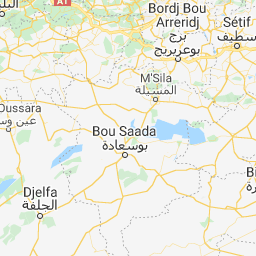 A1
Bordj Bou
Arreridj
برج
بوعريريج
Sétif
سطيف
M'Sila
المسيلة
Oussara
عين وس
Bou Saada
بوسعادة
Djelfa
الجلفة
Bi